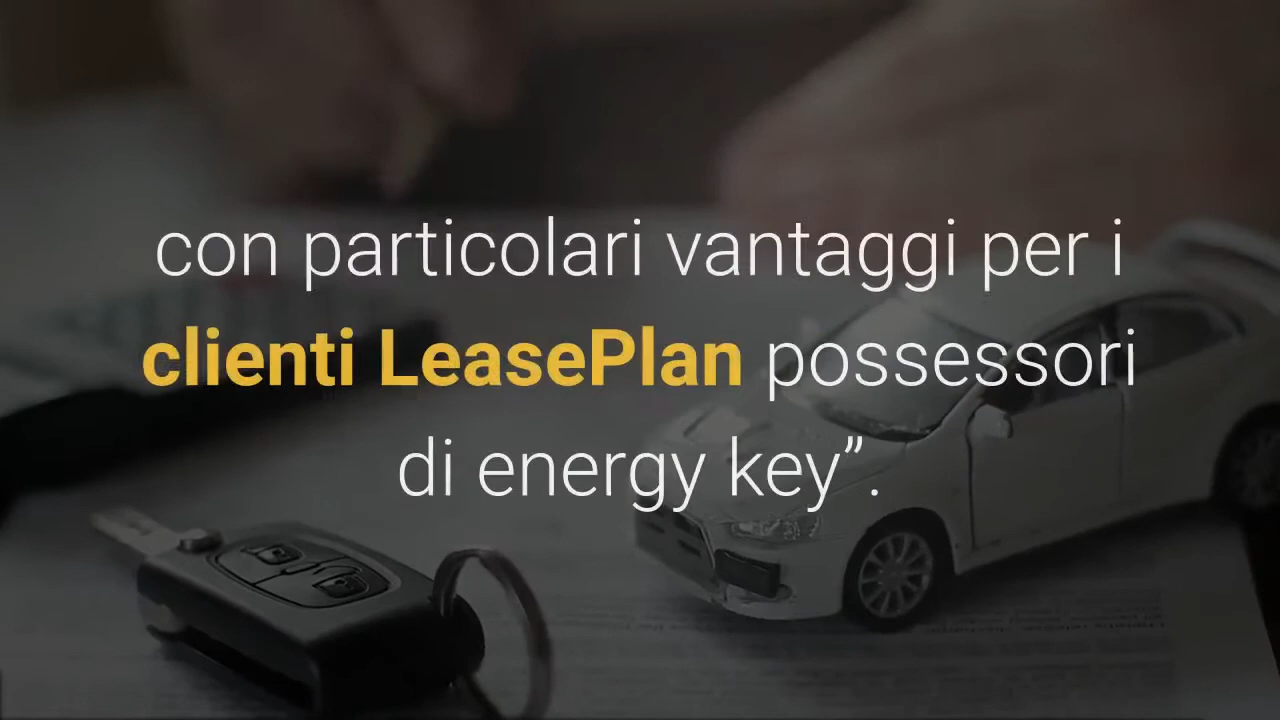 con particolari vantaggi per i
clienti LeasePlan possessori
di energy key”.